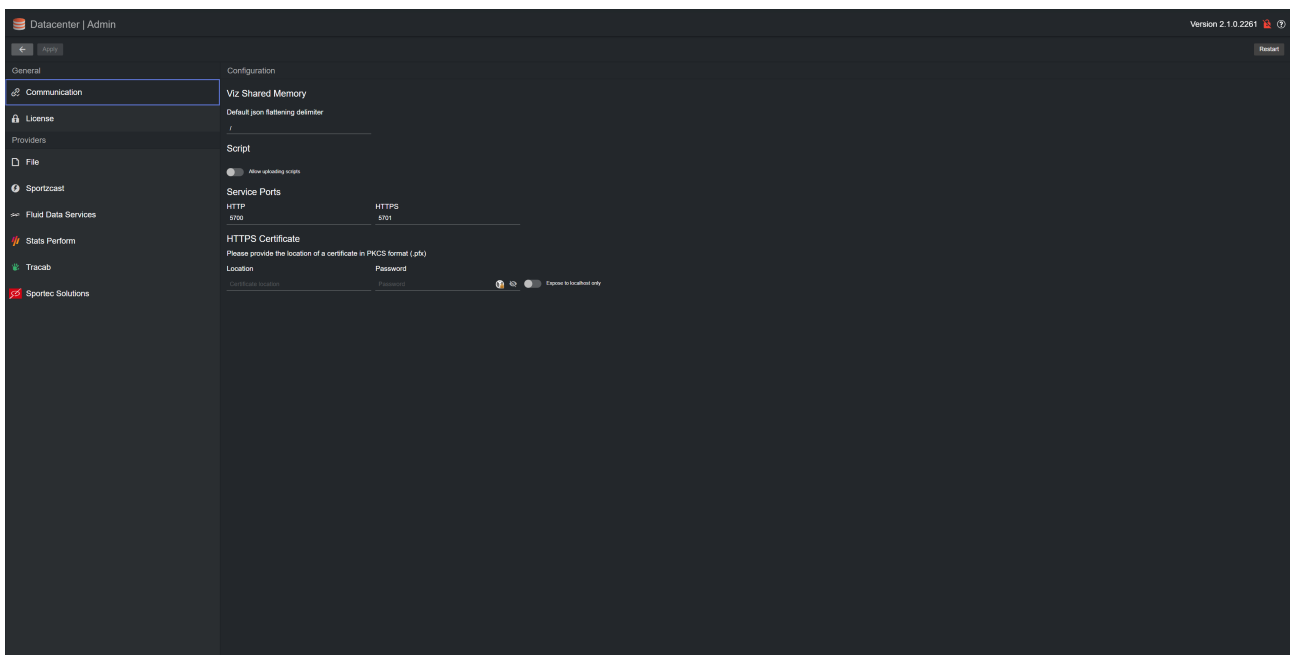 Datacenter | Admin
Version 2.1.0.2261
Apply
Restart
General
Configuration
Communication
License
Providers
File
Sportzcast
Fluid Data Services
Stats Perform
Tracab
Sportec Solutions
Viz Shared Memory
Default json flattening delimiter
/
Script
Allow uploading scripts
Service Ports
HTTP HTTPS
5700 5701
HTTPS Certificate
Please provide the location of a certificate in PKCS format (.pfx)
Location Password
Certificate location Password Expose to localhost only